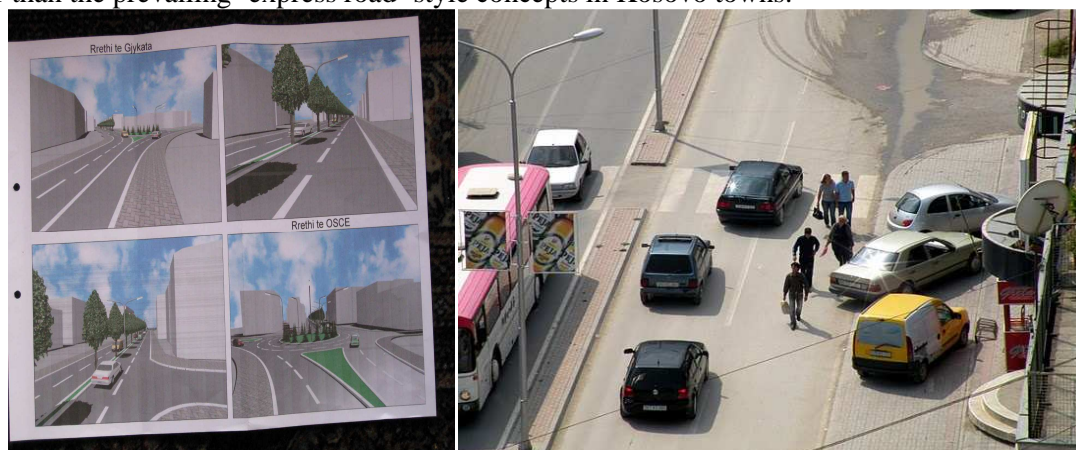 than the prevailing "express road" style concepts in Kosovo towns.
Rrethi te Gjykata
Rrethi te OSCE